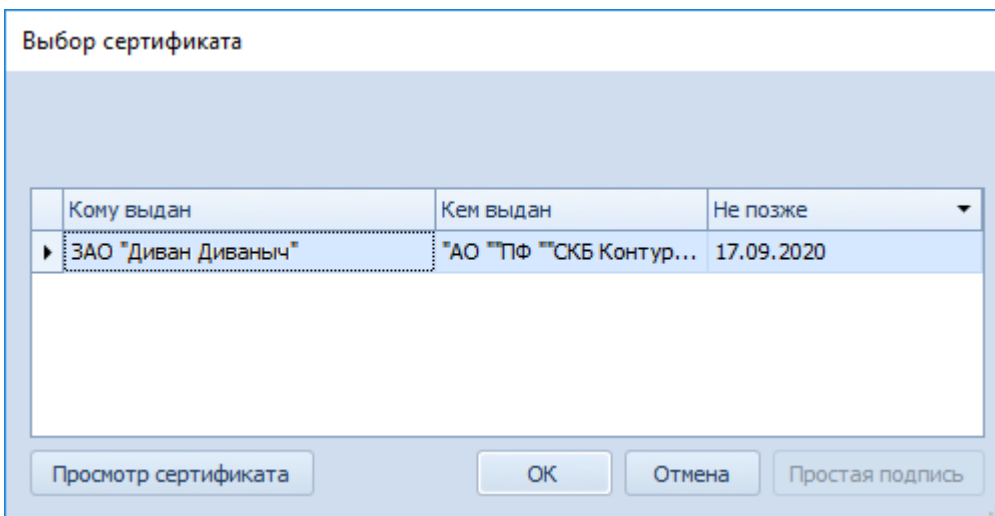 Выбор сертификата
Кому выдан Кем выдан Не позже
ЗАО "Диван Диваныч" "АО ""ПФ ""СКБ Контур... 17.09.2020
Просмотр сертификата ОК Отмена Простая подпись